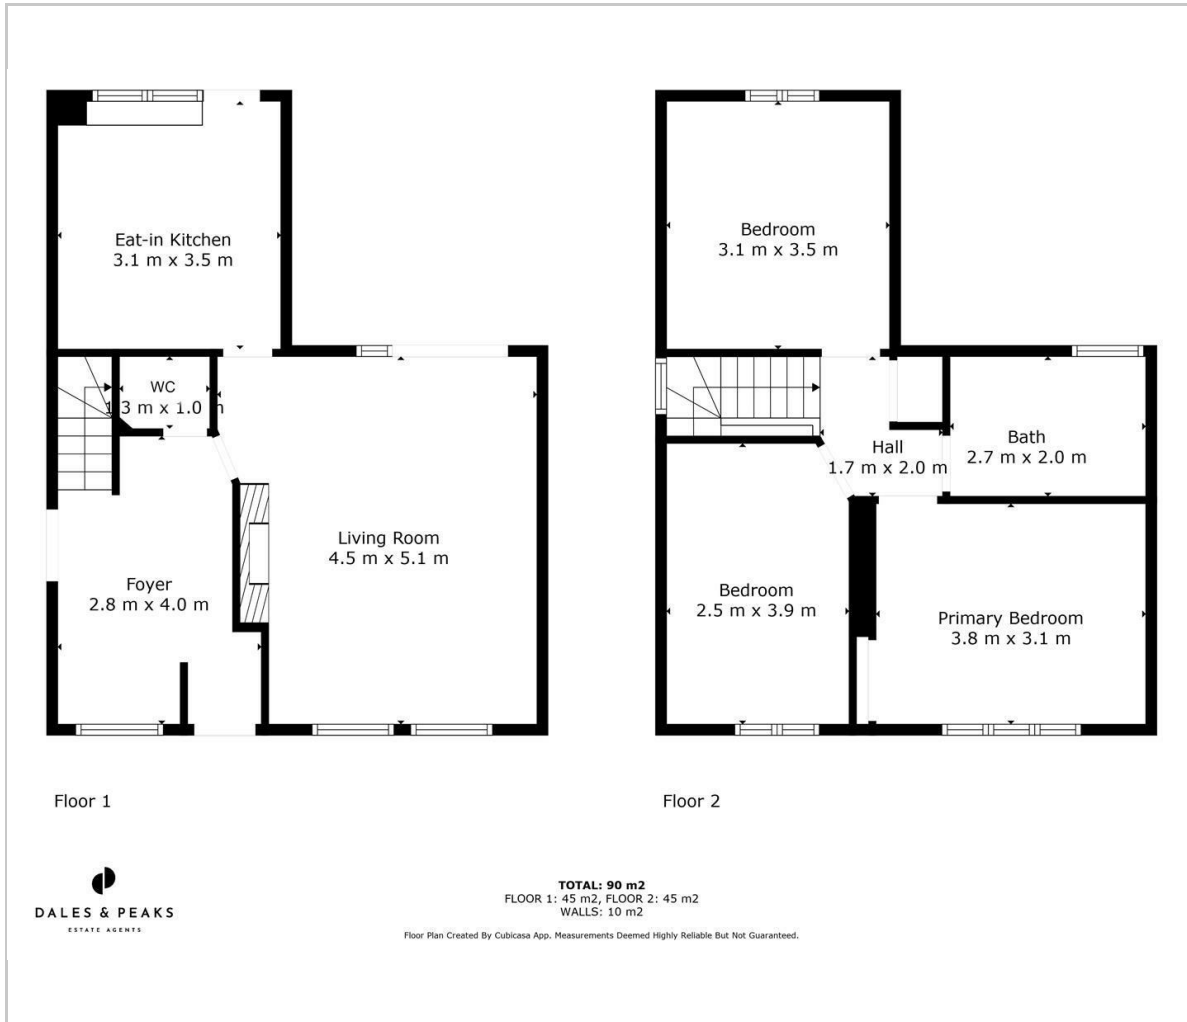 Eat-in Kitchen
3.1 m x 3.5 m
WC
1.3 m x 1.0 m
Living Room
4.5 m x 5.1 m
Foyer
2.8 m x 4.0 m
Floor 1
Bedroom
3.1 m x 3.5 m
Hall
1.7 m x 2.0 m
Bath
2.7 m x 2.0 m
Bedroom
2.5 m x 3.9 m
Primary Bedroom
3.8 m x 3.1 m
Floor 2
DALES & PEAKS
ESTATE AGENTS
TOTAL: 90 m2
FLOOR 1: 45 m2, FLOOR 2: 45 m2
WALLS: 10 m2
Floor Plan Created By Cubicasa App. Measurements Deemed Highly Reliable But Not Guaranteed.